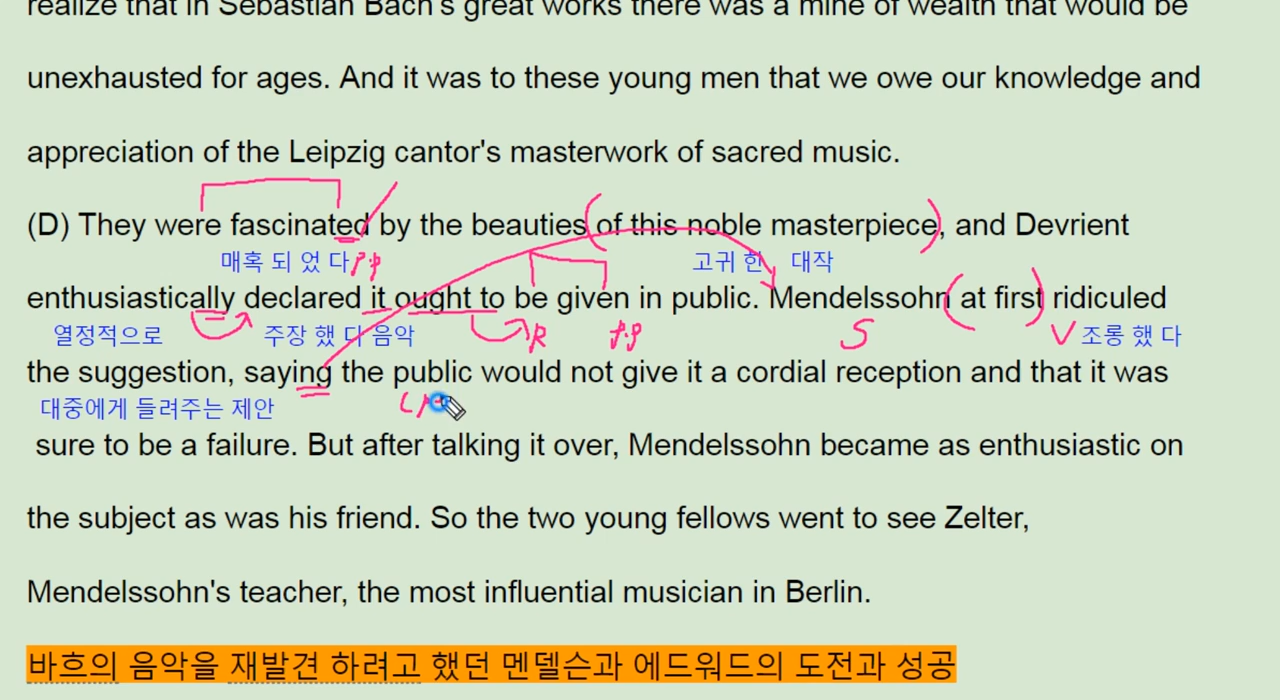 realize that in Sebastian Bach's great works there was a mine of wealth that would be
unexhausted for ages. And it was to these young men that we owe our knowledge and
appreciation of the Leipzig cantor's masterwork of sacred music.
(D) They were fascinated by the beauties of this noble masterpiece, and Devrient
매혹 되 었 다 p.p 고귀 한 대작
enthusiastically declared it ought to be given in public. Mendelssohn at first ridiculed
열정적으로 주장 했 다 음악 R p.p S V 조롱 했 다
the suggestion, saying the public would not give it a cordial reception and that it was
대중에게 들려주는 제안
sure to be a failure. But after talking it over, Mendelssohn became as enthusiastic on
the subject as was his friend. So the two young fellows went to see Zelter,
Mendelssohn's teacher, the most influential musician in Berlin.
바흐의 음악을 재발견 하려고 했던 멘델슨과 에드워드의 도전과 성공